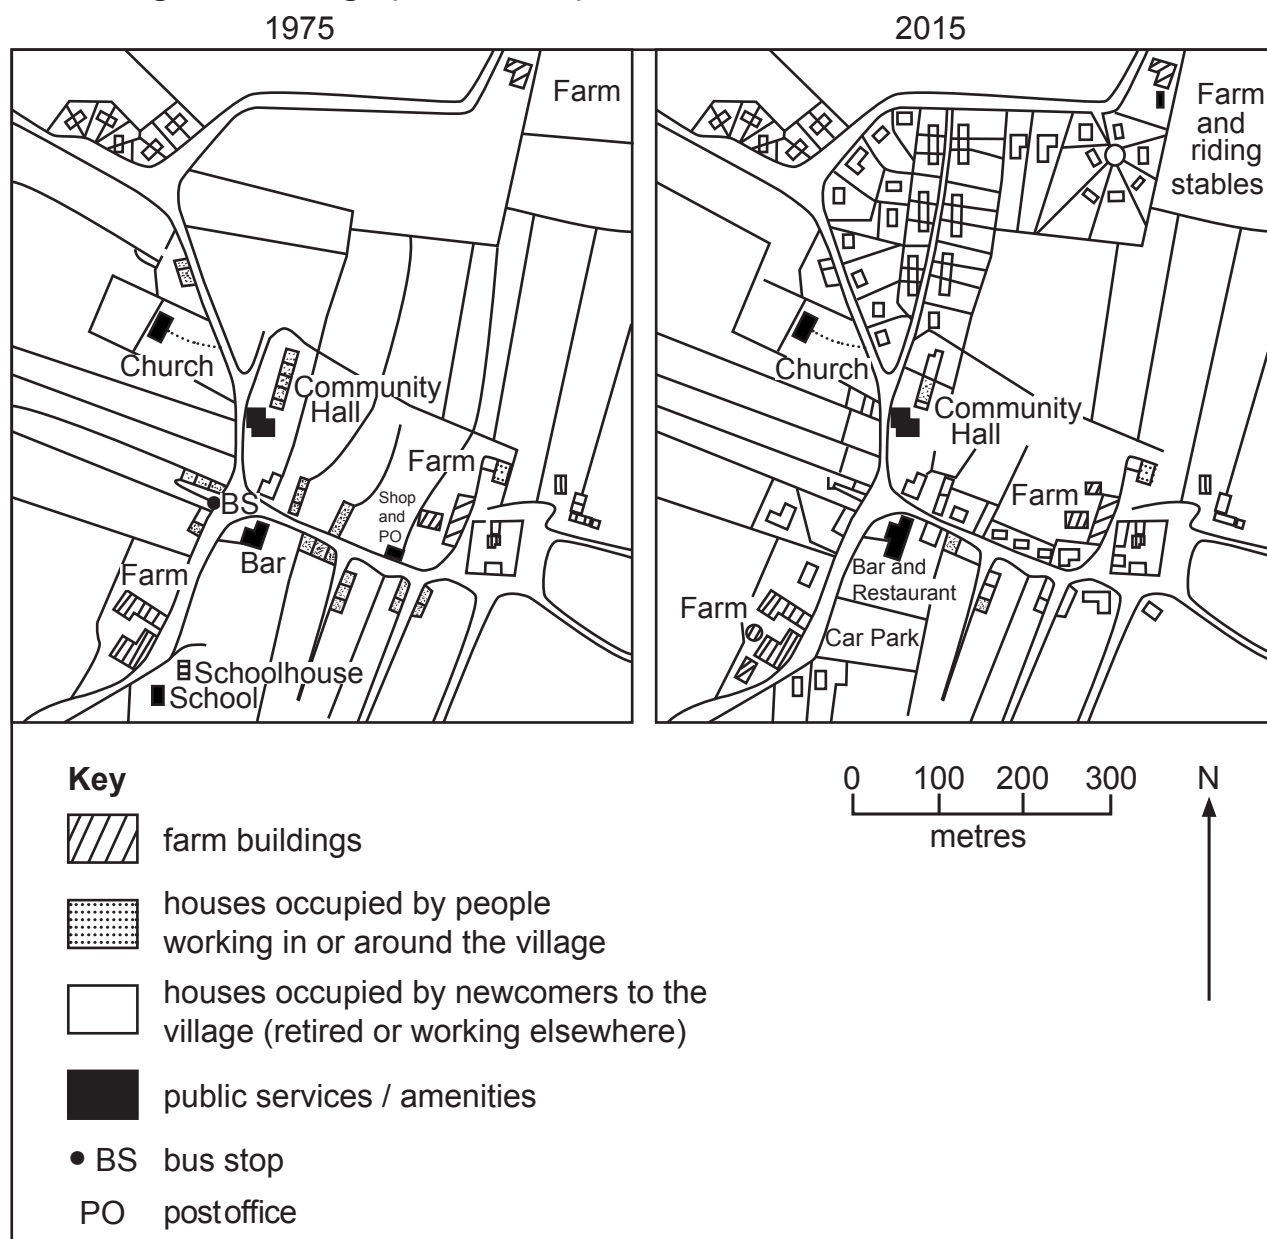 1975
Farm
Church
Community
Hall
Farm
Shop
and
PO
BS
Bar
Farm
Schoolhouse
School
2015
Farm
and
riding
stables
Church
Community
Hall
Farm
Bar and
Restaurant
Farm
Car Park
Key
farm buildings
houses occupied by people
working in or around the village
houses occupied by newcomers to the
village (retired or working elsewhere)
public services / amenities
BS bus stop
PO post office
0 100 200 300
metres
N